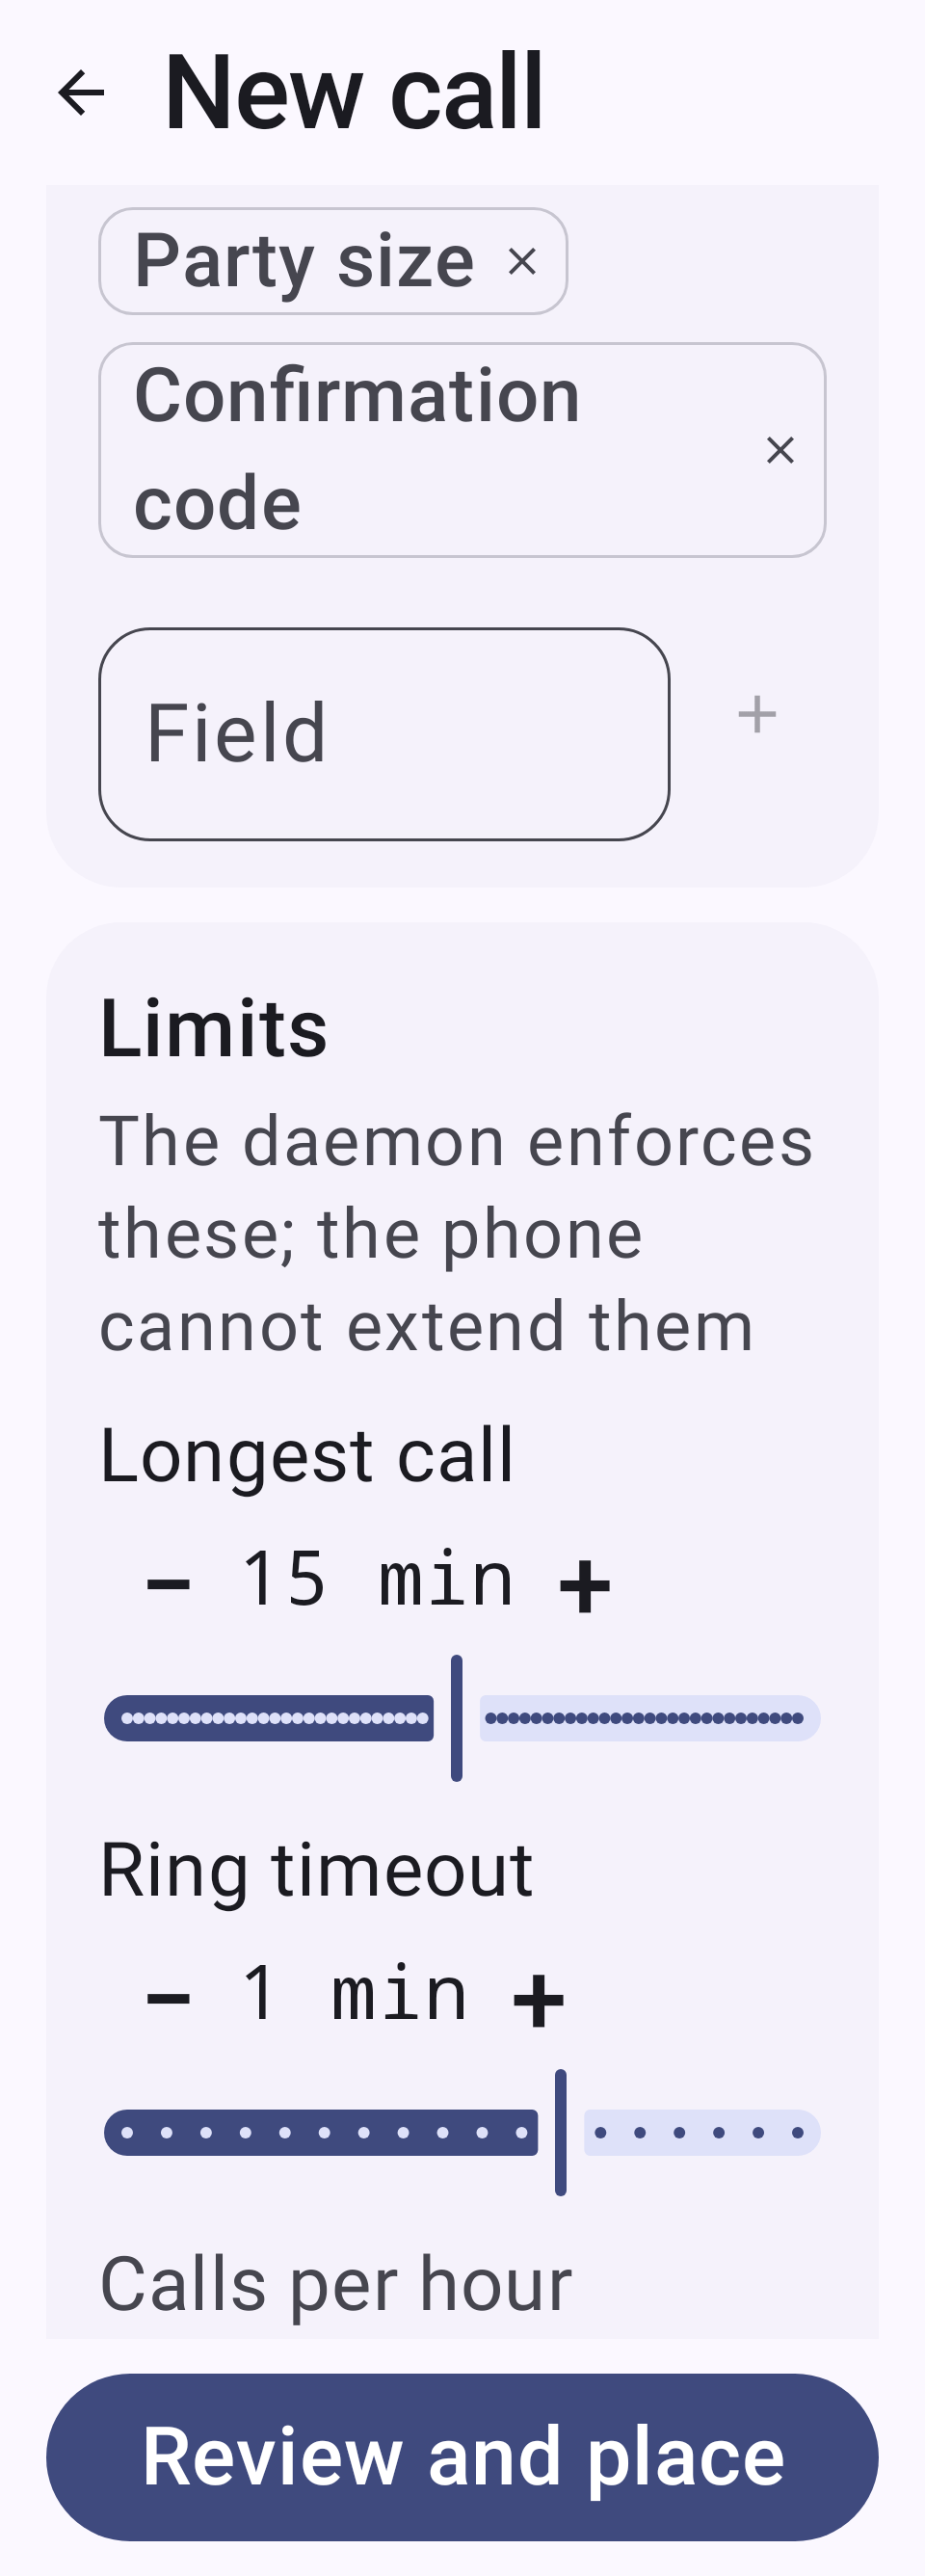 New call
Party size
Confirmation
code
Field
Limits
The daemon enforces
these; the phone
cannot extend them
Longest call
− 15 min +
Ring timeout
− 1 min +
Calls per hour
Review and place